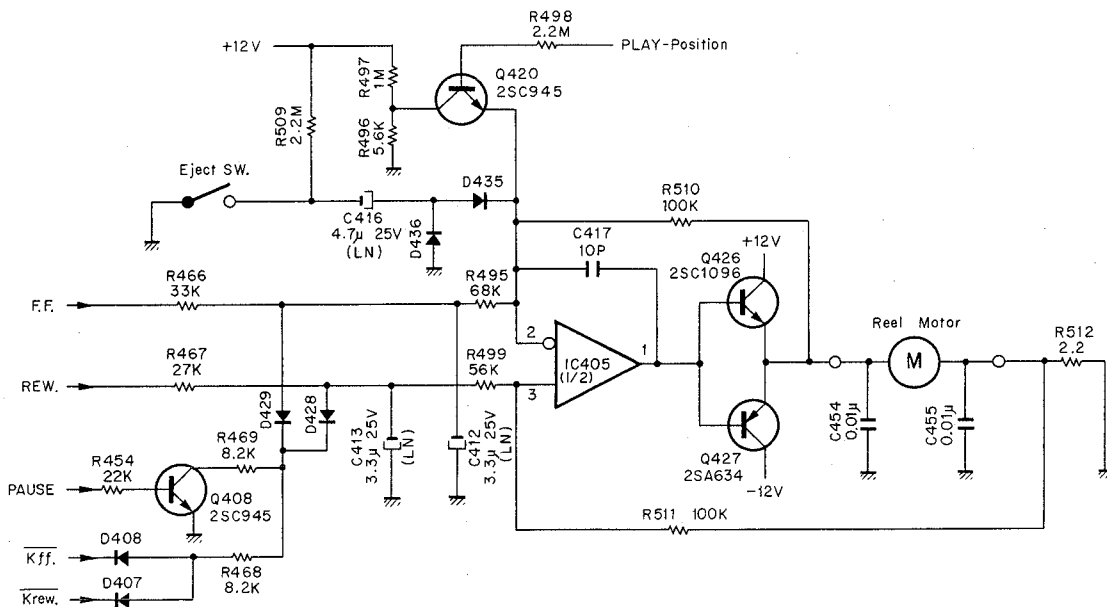 R498
2.2M
+12V
PLAY-Position
R497
1M
Q420
2SC945
R509
2.2M
R496
5.6K
Eject SW.
D435
R510
100K
C416
4.7μ 25V
(LN)
D436
C417
10P
+12V
Q426
2SC1096
R466
33K
R495
68K
F.F.
2
Reel Motor
R512
2.2
R467
27K
R499
56K
IC405
(1/2)
1
M
REW.
3
D429
D428
C413
3.3μ 25V
(LN)
C412
3.3μ 25V
(LN)
C454
0.01μ
C455
0.01μ
R469
8.2K
R454
22K
Q427
2SA634
PAUSE
Q408
2SC945
-12V
R511 100K
D408
Kff.
R468
8.2K
D407
Krew.